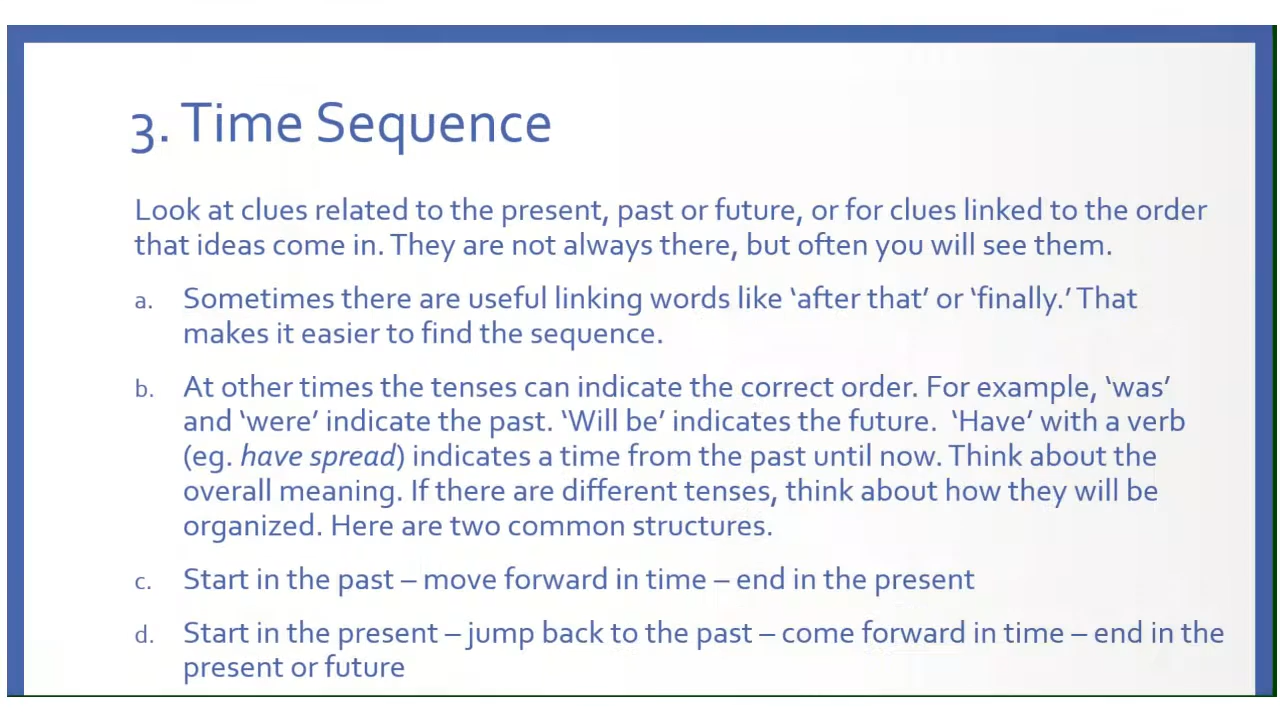 3. Time Sequence
Look at clues related to the present, past or future, or for clues linked to the order
that ideas come in. They are not always there, but often you will see them.
a. Sometimes there are useful linking words like ‘after that’ or ‘finally.’ That
makes it easier to find the sequence.
b. At other times the tenses can indicate the correct order. For example, ‘was’
and ‘were’ indicate the past. ‘Will be’ indicates the future. ‘Have’ with a verb
(eg. have spread) indicates a time from the past until now. Think about the
overall meaning. If there are different tenses, think about how they will be
organized. Here are two common structures.
c. Start in the past – move forward in time – end in the present
d. Start in the present – jump back to the past – come forward in time – end in the
present or future